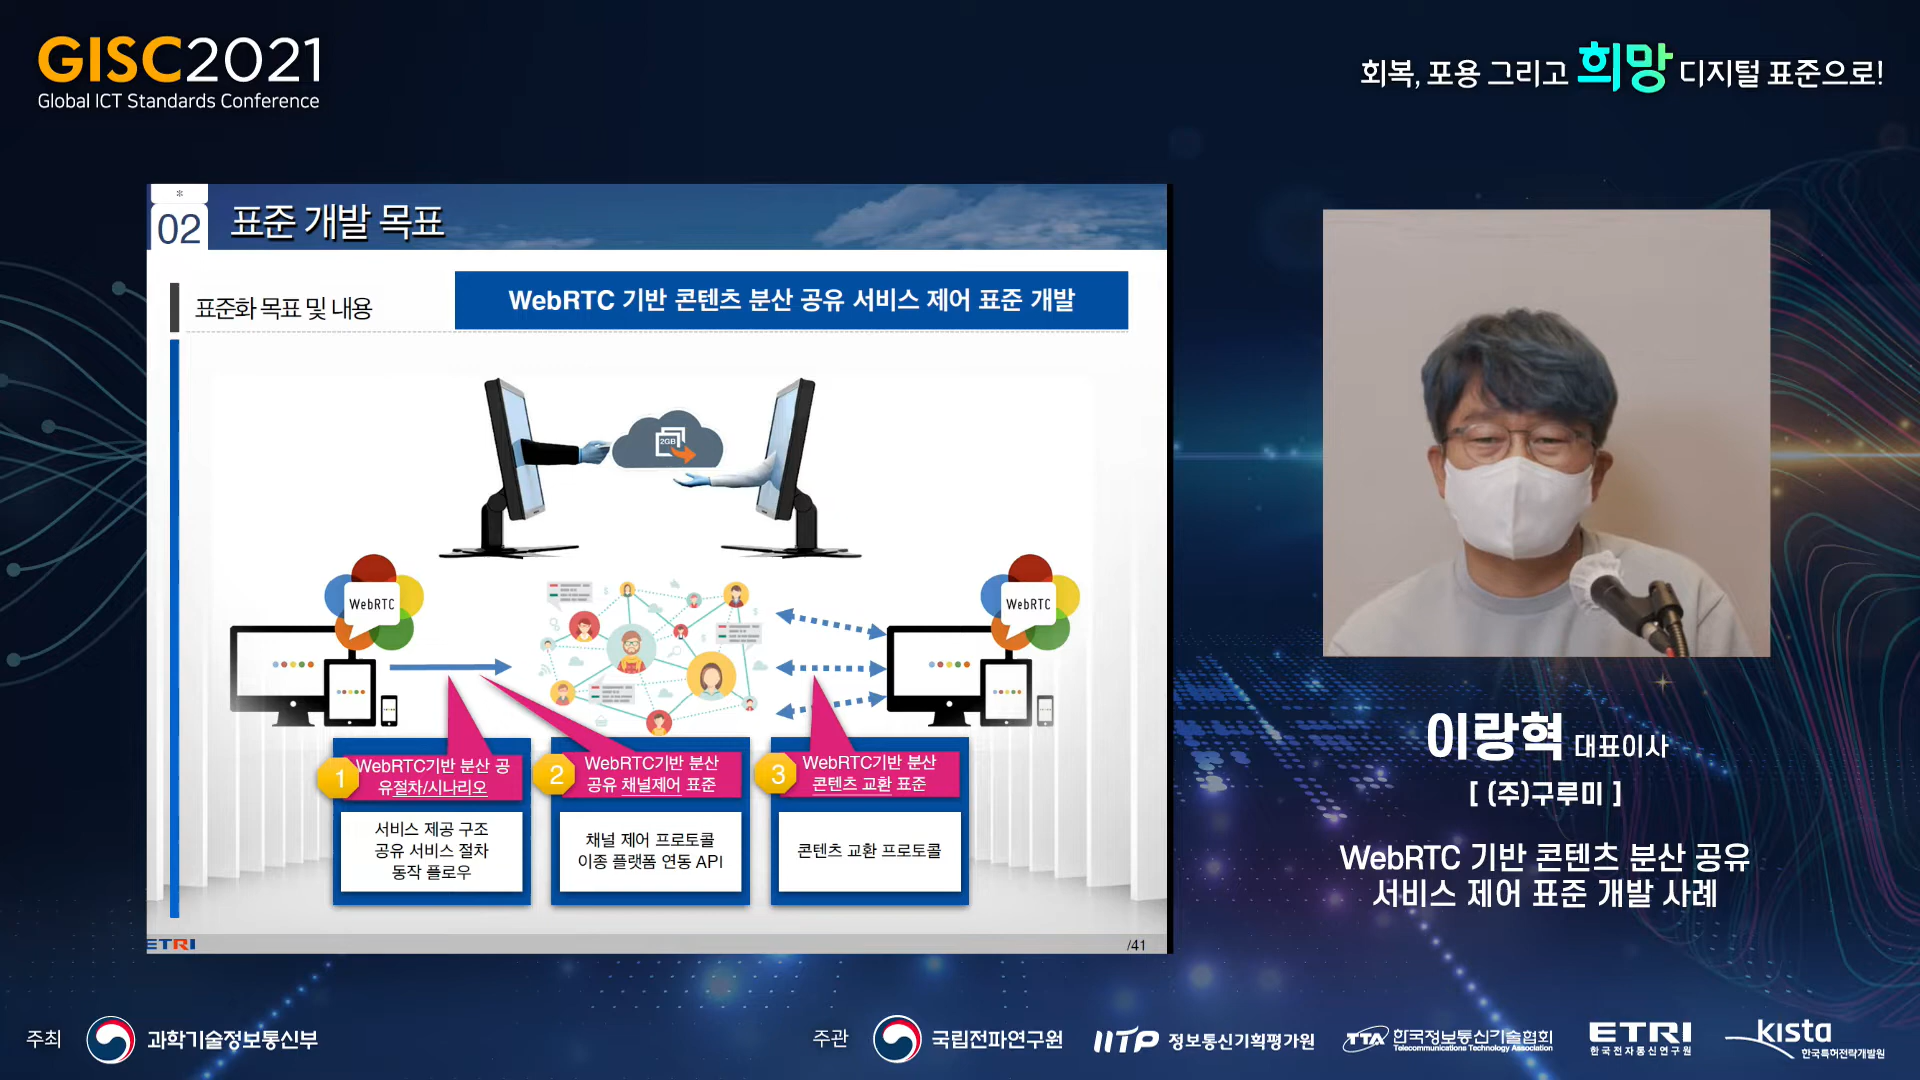 GISC2021
Global ICT Standards Conference
회복, 포용 그리고 희망 디지털 표준으로!
*
02
표준 개발 목표
표준화 목표 및 내용
WebRTC 기반 콘텐츠 분산 공유 서비스 제어 표준 개발
2GB
WebRTC
WebRTC
1
WebRTC기반 분산 공
유절차/시나리오
서비스 제공 구조
공유 서비스 절차
동작 플로우
2
WebRTC기반 분산
공유 채널제어 표준
채널 제어 프로토콜
이종 플랫폼 연동 API
3
WebRTC기반 분산
콘텐츠 교환 표준
콘텐츠 교환 프로토콜
ETRI
/41
이랑혁 대표이사
[ (주)구루미 ]
WebRTC 기반 콘텐츠 분산 공유
서비스 제어 표준 개발 사례
주최 과학기술정보통신부
주관 국립전파연구원
IITP 정보통신기획평가원
TTA 한국정보통신기술협회
Telecommunications Technology Association
ETRI
한국전자통신연구원
kista
한국특허전략개발원